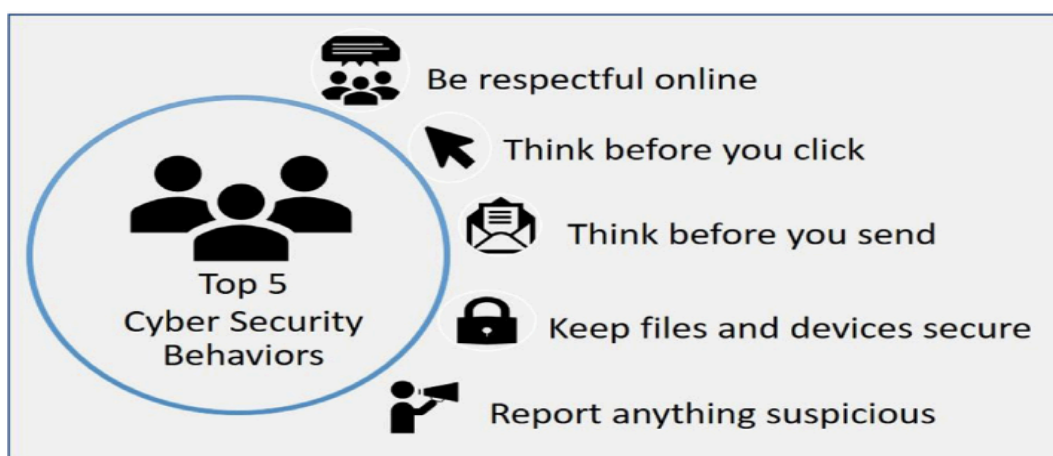 Be respectful online
Think before you click
Think before you send
Top 5
Cyber Security
Behaviors
Keep files and devices secure
Report anything suspicious